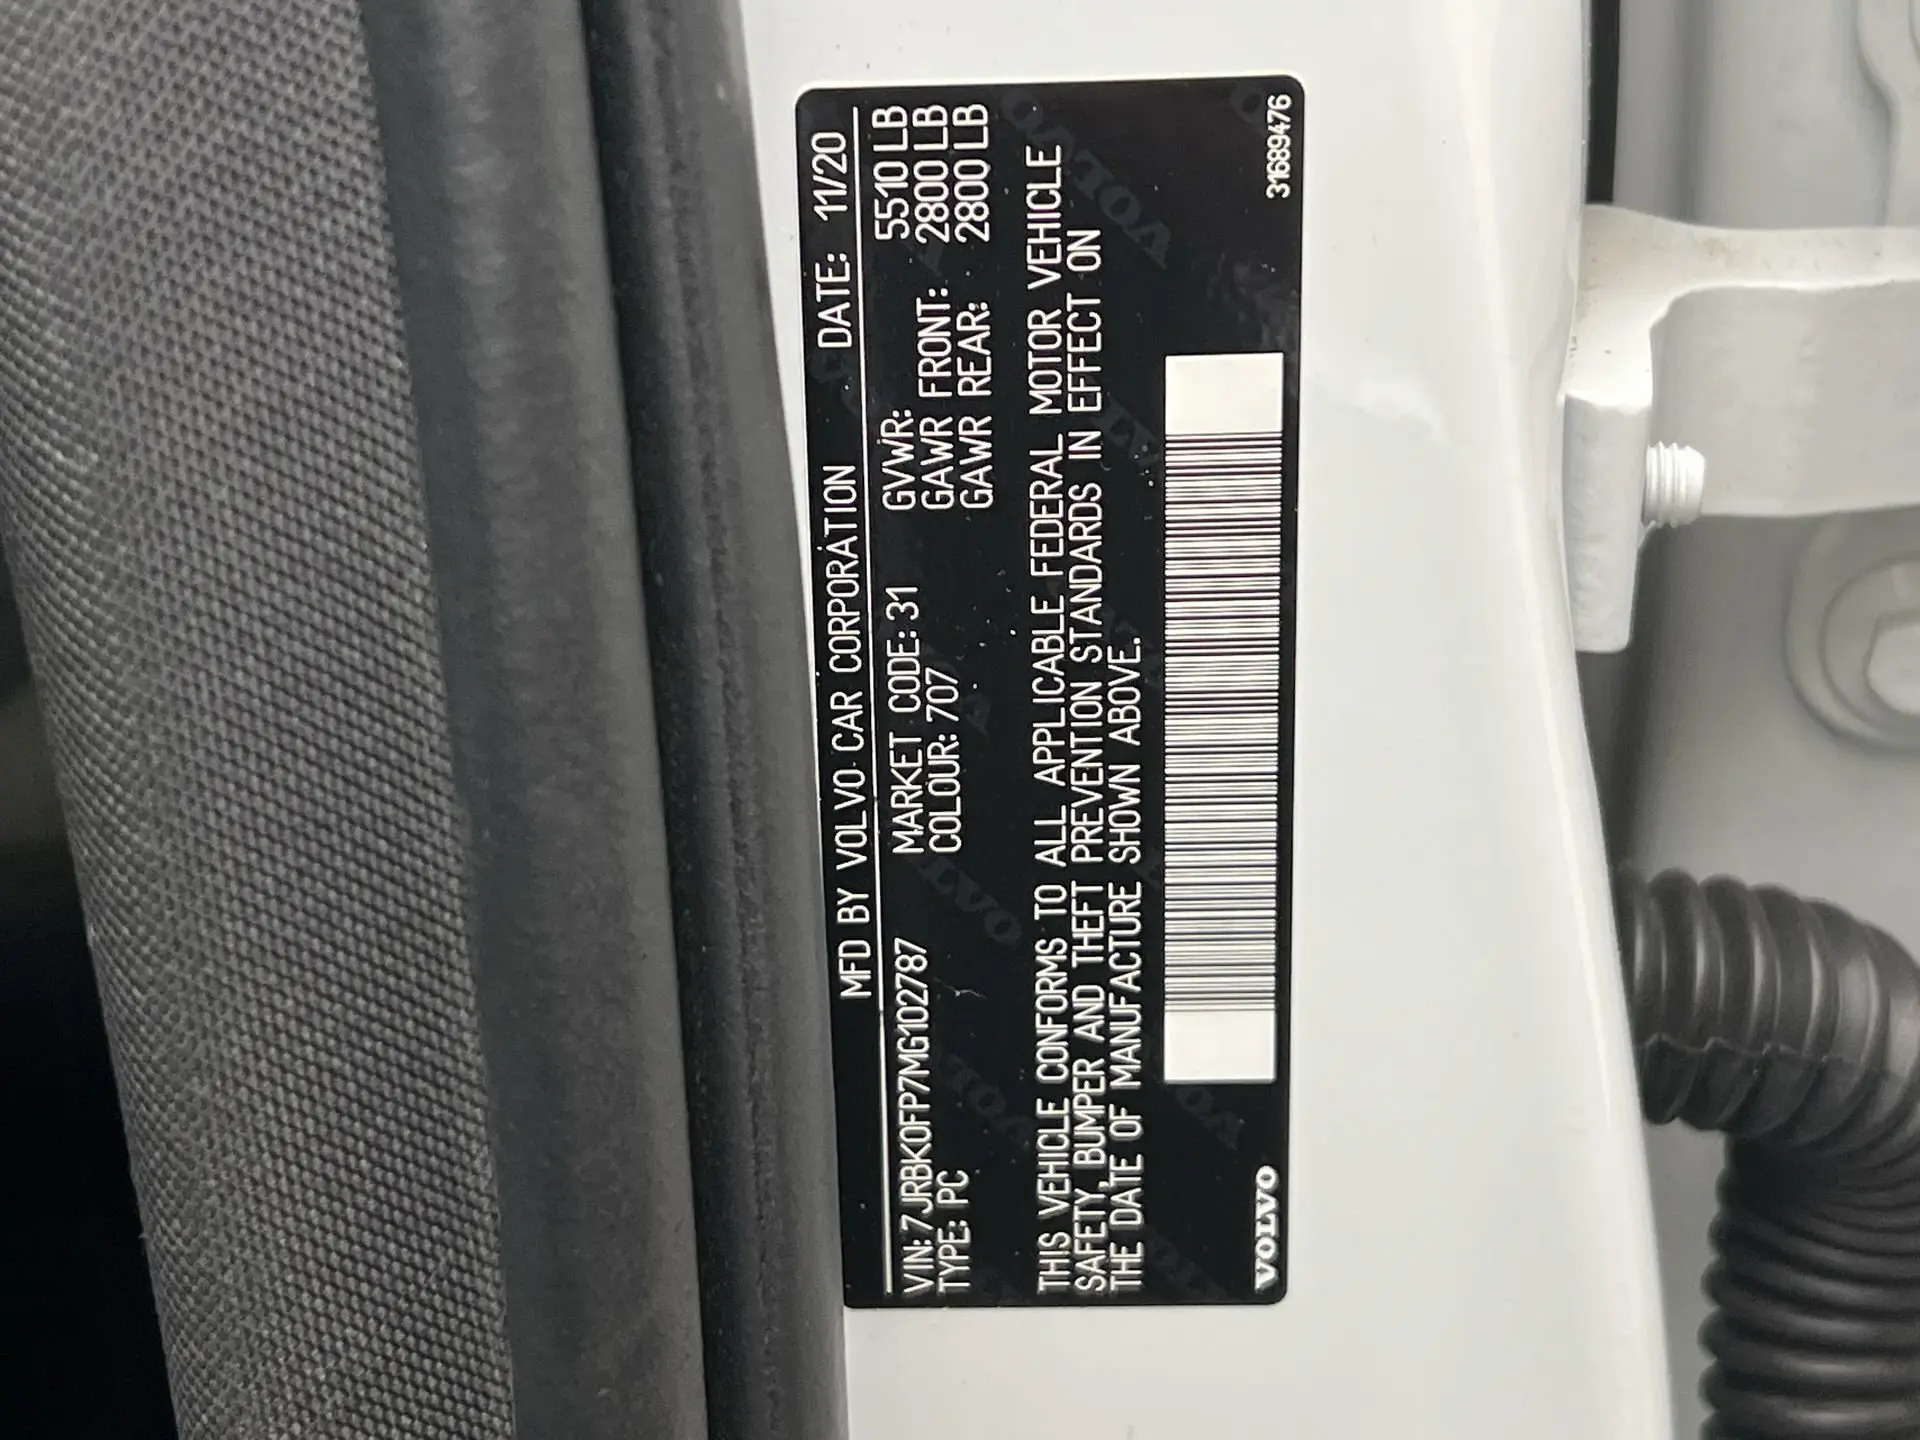 MFD BY VOLVO CAR CORPORATION DATE: 11/20
VIN: 7JRBK0FP7MG102787 MARKET CODE: 31 GVWR: 5510 LB
TYPE: PC COLOUR: 707 GAWR FRONT: 2800 LB
GAWR REAR: 2800 LB
THIS VEHICLE CONFORMS TO ALL APPLICABLE FEDERAL MOTOR VEHICLE
SAFETY, BUMPER AND THEFT PREVENTION STANDARDS IN EFFECT ON
THE DATE OF MANUFACTURE SHOWN ABOVE.
VOLVO 31689476